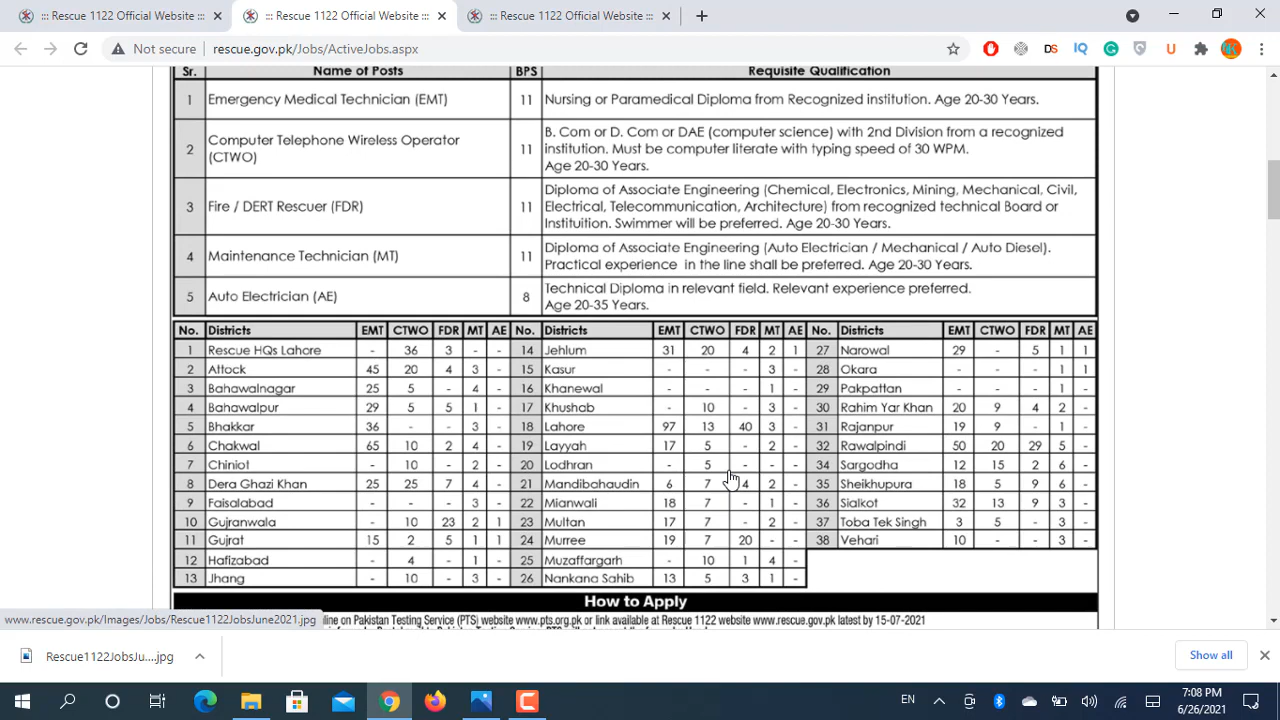 ::: Rescue 1122 Official Website :::
::: Rescue 1122 Official Website :::
::: Rescue 1122 Official Website :::
Not secure | rescue.gov.pk/Jobs/ActiveJobs.aspx
Sr. Name of Posts BPS Requisite Qualification
1 Emergency Medical Technician (EMT) 11 Nursing or Paramedical Diploma from Recognized institution. Age 20-30 Years.
2 Computer Telephone Wireless Operator (CTWO) 11 B. Com or D. Com or DAE (computer science) with 2nd Division from a recognized
institution. Must be computer literate with typing speed of 30 WPM.
Age 20-30 Years.
3 Fire / DERT Rescuer (FDR) 11 Diploma of Associate Engineering (Chemical, Electronics, Mining, Mechanical, Civil,
Electrical, Telecommunication, Architecture) from recognized technical Board or
Instituition. Swimmer will be preferred. Age 20-30 Years.
4 Maintenance Technician (MT) 11 Diploma of Associate Engineering (Auto Electrician / Mechanical / Auto Diesel).
Practical experience in the line shall be preferred. Age 20-30 Years.
5 Auto Electrician (AE) 8 Technical Diploma in relevant field. Relevant experience preferred.
Age 20-35 Years.
No. Districts EMT CTWO FDR MT AE No. Districts EMT CTWO FDR MT AE No. Districts EMT CTWO FDR MT AE
1 Rescue HQs Lahore - 36 3 - - 14 Jehlum 31 20 4 2 1 27 Narowal 29 - 5 1 1
2 Attock 45 20 4 3 - 15 Kasur - - - 3 - 28 Okara - - - 1 1
3 Bahawalnagar 25 5 - 4 - 16 Khanewal - - - 1 - 29 Pakpattan - - - 1 -
4 Bahawalpur 29 5 5 1 - 17 Khushab - 10 - 3 - 30 Rahim Yar Khan 20 9 4 2 -
5 Bhakkar 36 - - 3 - 18 Lahore 97 13 40 3 - 31 Rajanpur 19 9 - 1 -
6 Chakwal 65 10 2 4 - 19 Layyah 17 5 - 2 - 32 Rawalpindi 50 20 29 5 -
7 Chiniot - 10 - 2 - 20 Lodhran - 5 - - - 34 Sargodha 12 15 2 6 -
8 Dera Ghazi Khan 25 25 7 4 - 21 Mandibahaudin 6 7 4 2 - 35 Sheikhupura 18 5 9 6 -
9 Faisalabad - - - 3 - 22 Mianwali 18 7 - 1 - 36 Sialkot 32 13 9 3 -
10 Gujranwala - 10 23 2 1 23 Multan 17 7 - 2 - 37 Toba Tek Singh 3 5 - 3 -
11 Gujrat 15 2 5 1 1 24 Murree 19 7 20 - - 38 Vehari 10 - - 3 -
12 Hafizabad - 4 - 1 - 25 Muzaffargarh - 10 1 4 -
13 Jhang - 10 - 3 - 26 Nankana Sahib 13 5 3 1 -
How to Apply
www.rescue.gov.pk/Images/Jobs/Rescue1122JobsJune2021.jpg
nline on Pakistan Testing Service (PTS) website www.pts.org.pk or link available at Rescue 1122 website www.rescue.gov.pk latest by 15-07-2021
Rescue1122JobsJu....jpg
Show all
EN
7:08 PM
6/26/2021